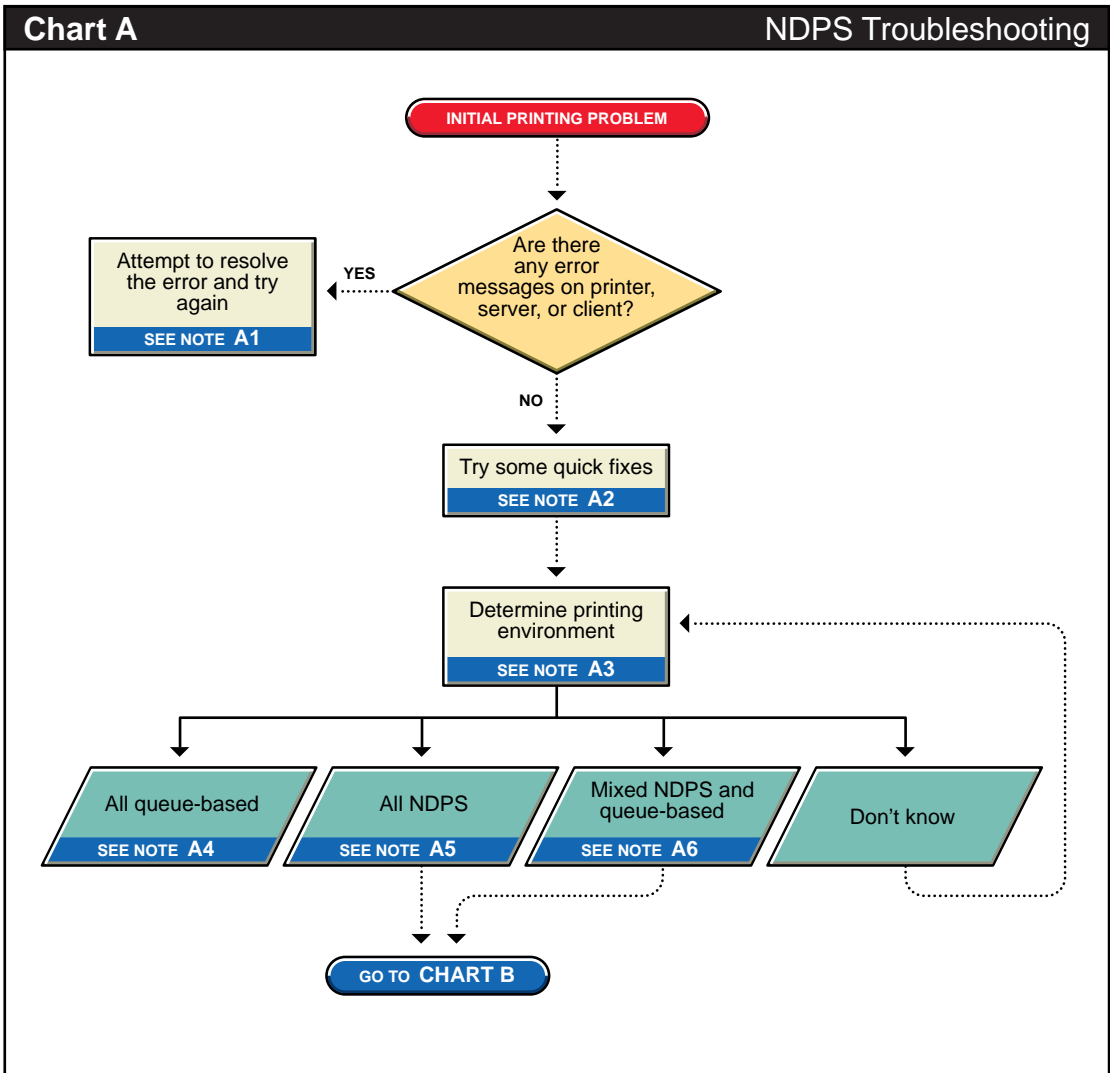 Chart A
NDPS Troubleshooting
INITIAL PRINTING PROBLEM
Are there
any error
messages on printer,
server, or client?
YES
Attempt to resolve
the error and try
again
SEE NOTE A1
NO
Try some quick fixes
SEE NOTE A2
Determine printing
environment
SEE NOTE A3
All queue-based
SEE NOTE A4
All NDPS
SEE NOTE A5
Mixed NDPS and
queue-based
SEE NOTE A6
Don't know
GO TO CHART B